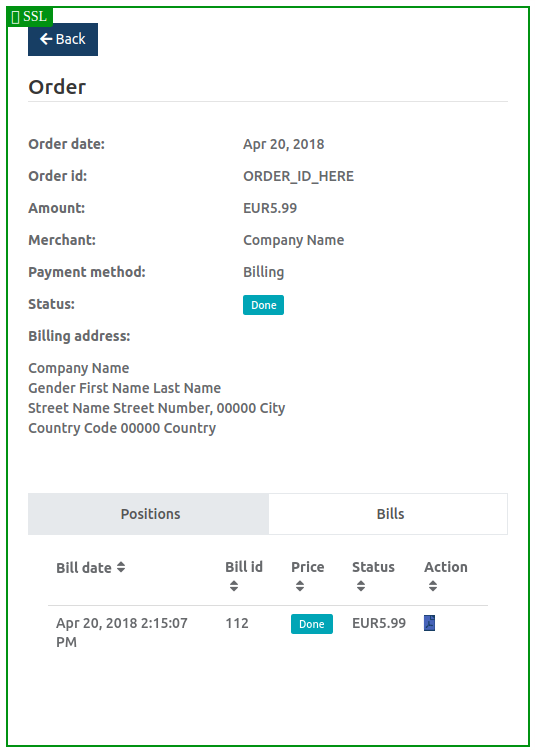 SSL
Back
Order
Order date: Apr 20, 2018
Order id: ORDER_ID_HERE
Amount: EUR5.99
Merchant: Company Name
Payment method: Billing
Status: Done
Billing address:
Company Name
Gender First Name Last Name
Street Name Street Number, 00000 City
Country Code 00000 Country
Positions Bills
Bill date Bill id Price Status Action
Apr 20, 2018 2:15:07 112 Done EUR5.99
PM